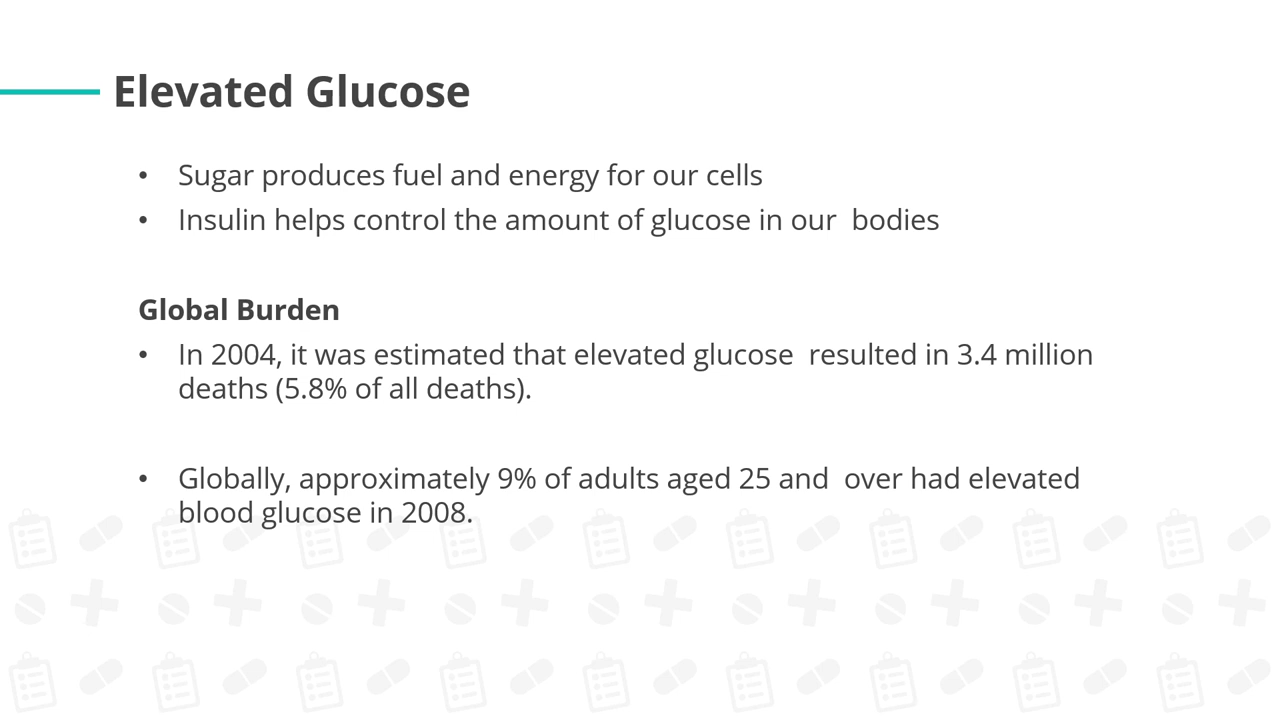 Elevated Glucose
• Sugar produces fuel and energy for our cells
• Insulin helps control the amount of glucose in our  bodies
Global Burden
• In 2004, it was estimated that elevated glucose  resulted in 3.4 million
deaths (5.8% of all deaths).
• Globally, approximately 9% of adults aged 25 and  over had elevated
blood glucose in 2008.